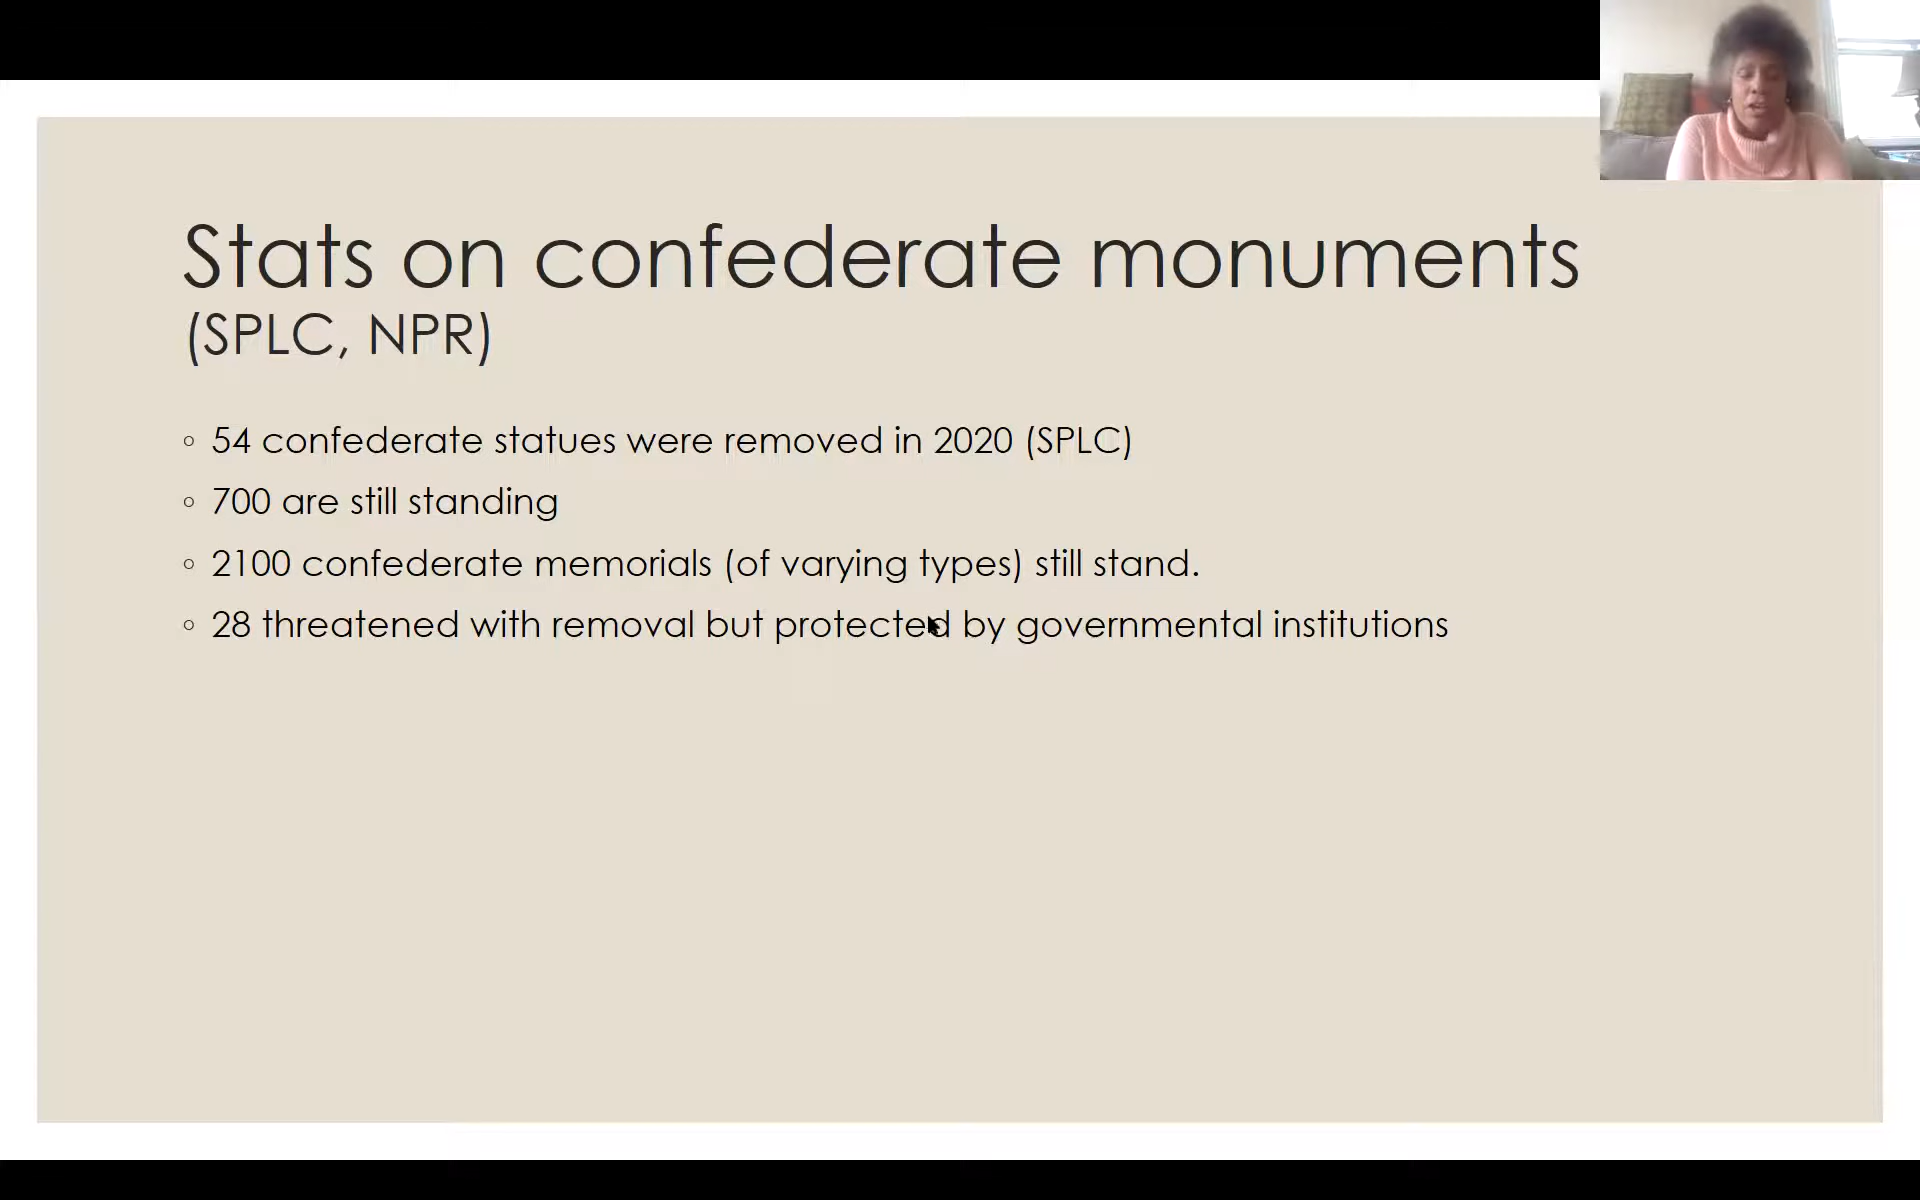 Stats on confederate monuments
(SPLC, NPR)
◦ 54 confederate statues were removed in 2020 (SPLC)
◦ 700 are still standing
◦ 2100 confederate memorials (of varying types) still stand.
◦ 28 threatened with removal but protected by governmental institutions